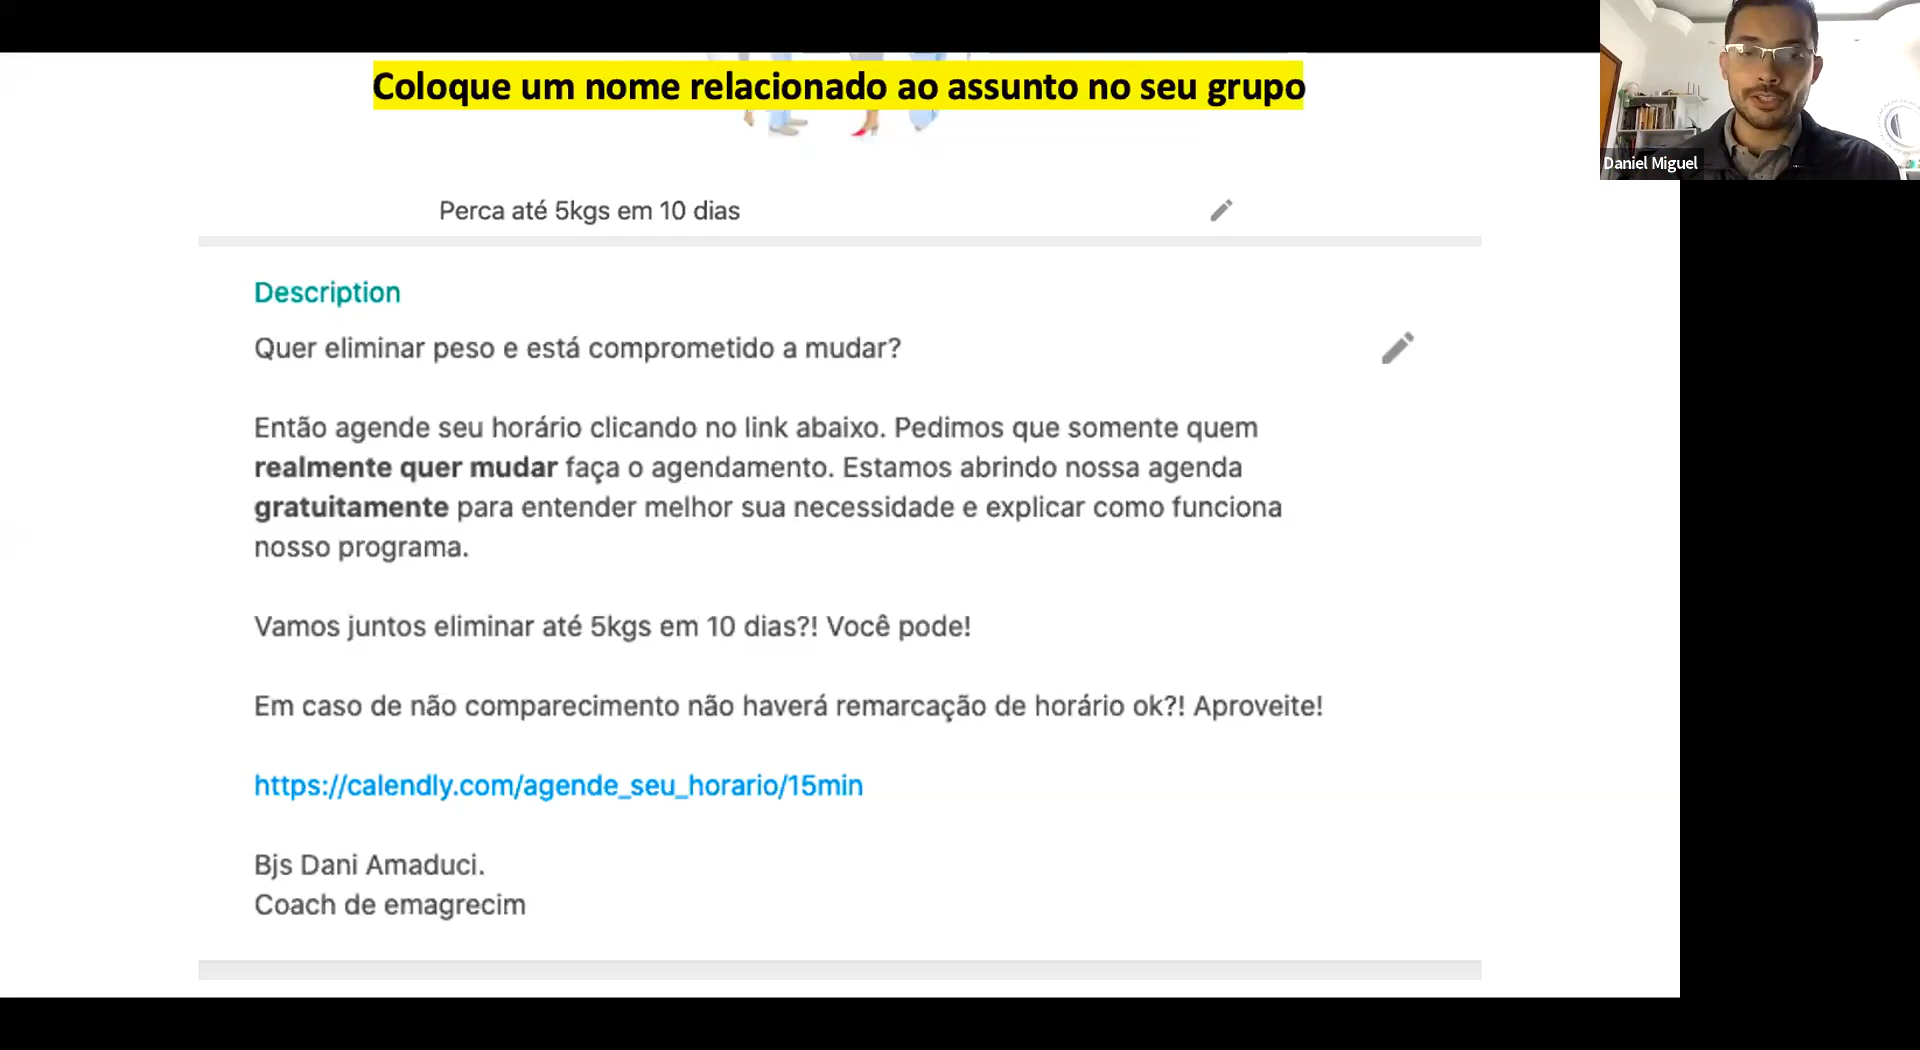 Coloque um nome relacionado ao assunto no seu grupo
Daniel Miguel
Perca até 5kgs em 10 dias
Description
Quer eliminar peso e está comprometido a mudar?
Então agende seu horário clicando no link abaixo. Pedimos que somente quem
realmente quer mudar faça o agendamento. Estamos abrindo nossa agenda
gratuitamente para entender melhor sua necessidade e explicar como funciona
nosso programa.
Vamos juntos eliminar até 5kgs em 10 dias?! Você pode!
Em caso de não comparecimento não haverá remarcação de horário ok?! Aproveite!
https://calendly.com/agende_seu_horario/15min
Bjs Dani Amaduci.
Coach de emagrecim